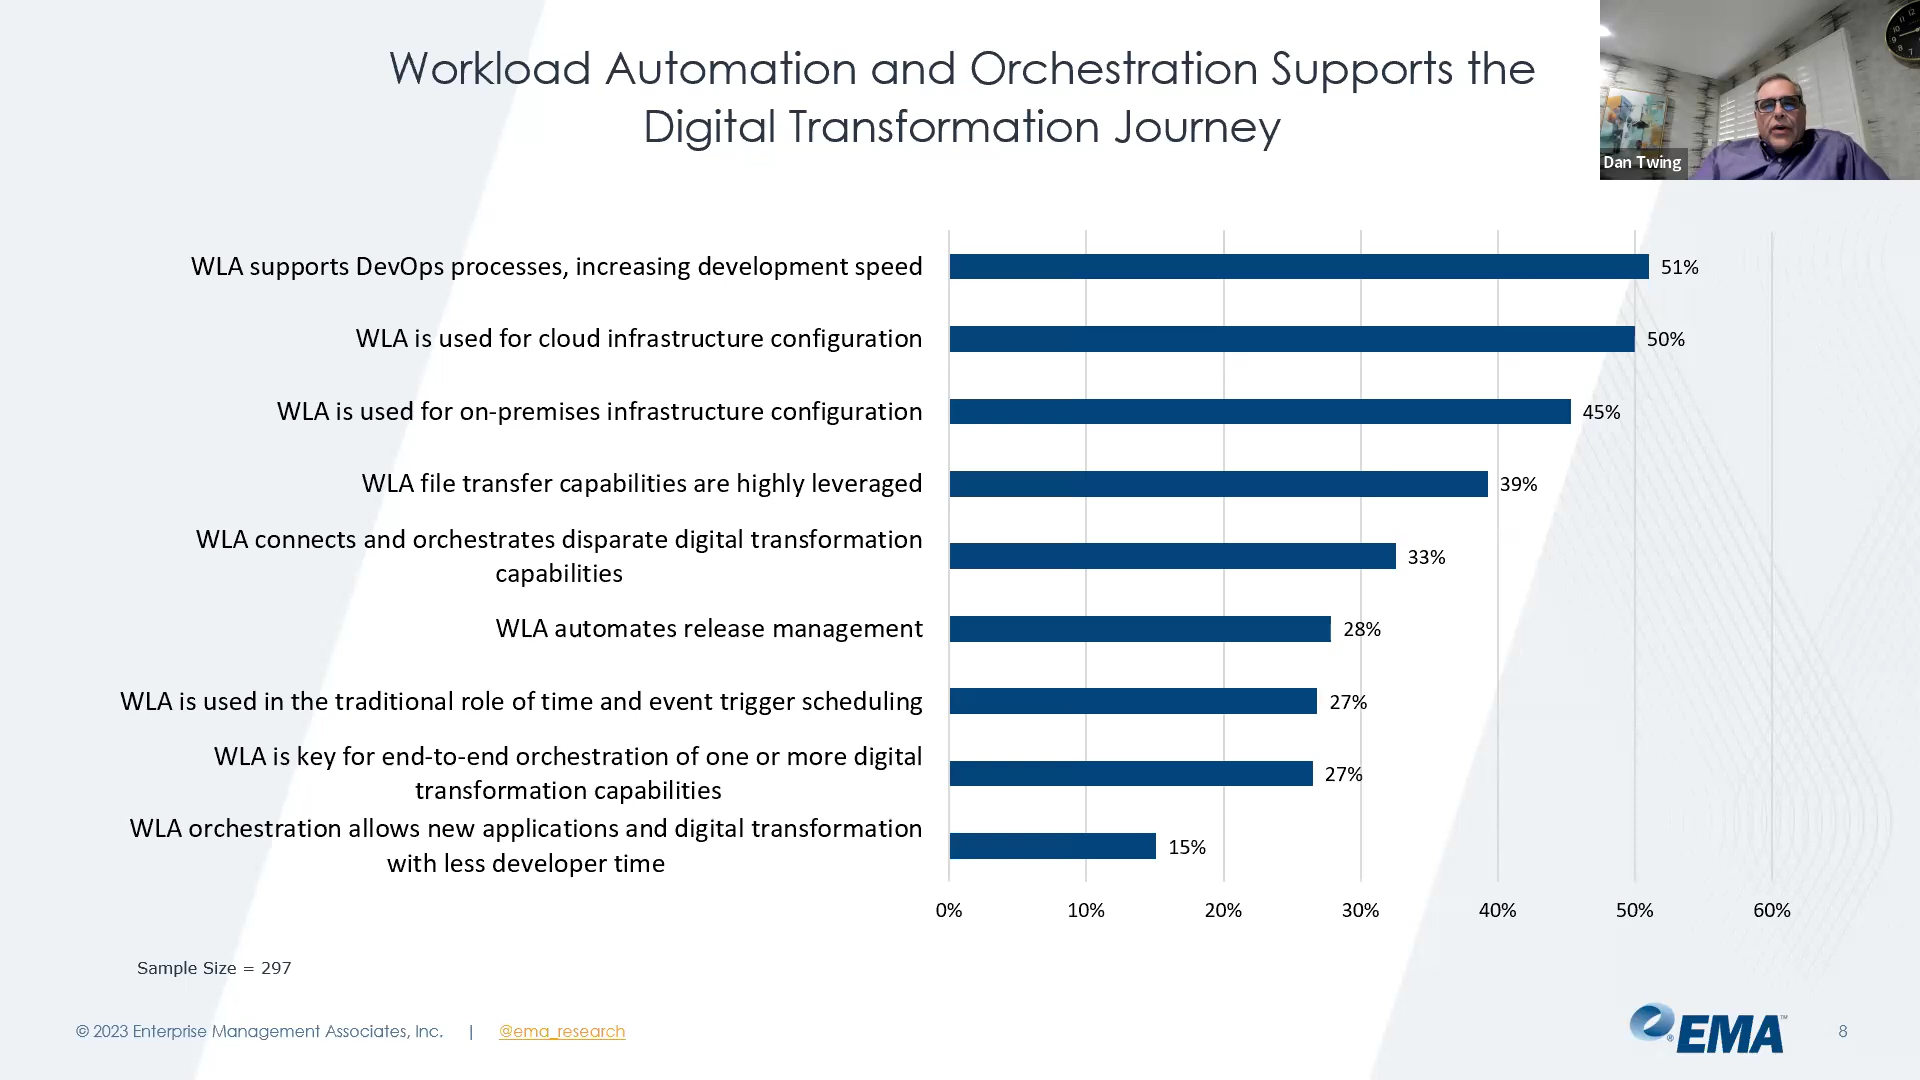 Workload Automation and Orchestration Supports the
Digital Transformation Journey
Dan Twing
WLA supports DevOps processes, increasing development speed
51%
WLA is used for cloud infrastructure configuration
50%
WLA is used for on-premises infrastructure configuration
45%
WLA file transfer capabilities are highly leveraged
39%
WLA connects and orchestrates disparate digital transformation
capabilities
33%
WLA automates release management
28%
WLA is used in the traditional role of time and event trigger scheduling
27%
WLA is key for end-to-end orchestration of one or more digital
transformation capabilities
27%
WLA orchestration allows new applications and digital transformation
with less developer time
15%
0% 10% 20% 30% 40% 50% 60%
Sample Size = 297
© 2023 Enterprise Management Associates, Inc. | @ema_research
EMA™
8